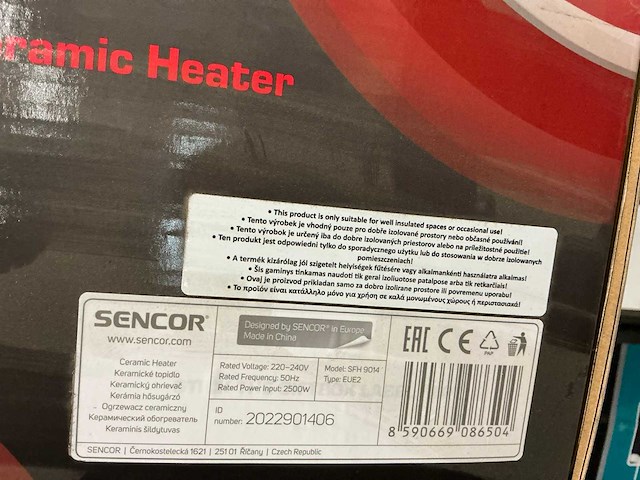 ramic Heater
• This product is only suitable for well insulated spaces or occasional use!
• Tento výrobek je vhodný pouze pro dobře izolované prostory nebo občasné používání!
• Tento výrobok je určený iba do dobre izolovaných priestorov alebo na príležitostné použitie!
• Ten produkt jest odpowiedni tylko do sporadycznego użytku lub do stosowania w dobrze izolowanych
pomieszczeniach!
• A termék kizárólag jól szigetelt helyiségek fűtésére vagy alkalmankénti használatra alkalmas!
• Šis gaminys tinkamas naudoti tik gerai izoliuotose patalpose arba tik retkarčiais!
• Ovaj je proizvod prikladan samo za dobro izolirane prostore ili povremenu uporabu!
• Το προϊόν είναι κατάλληλο μόνο για χρήση σε καλά μονωμένους χώρους ή περιστασιακά!
SENCOR®
www.sencor.com
Designed by SENCOR® in Europe
Made in China
EAC CE PAP
Ceramic Heater
Keramické topidlo
Keramický ohrievač
Kerámia hősugárzó
Ogrzewacz ceramiczny
Керамический обогреватель
Keraminis šildytuvas
Rated Voltage: 220–240V
Rated Frequency: 50Hz
Rated Power Input: 2500W
Model: SFH 9014
Type: EUE2
ID
number: 2022901406
8 590669 086504
SENCOR | Černokostelecká 1621 | 251 01 Říčany | Czech Republic